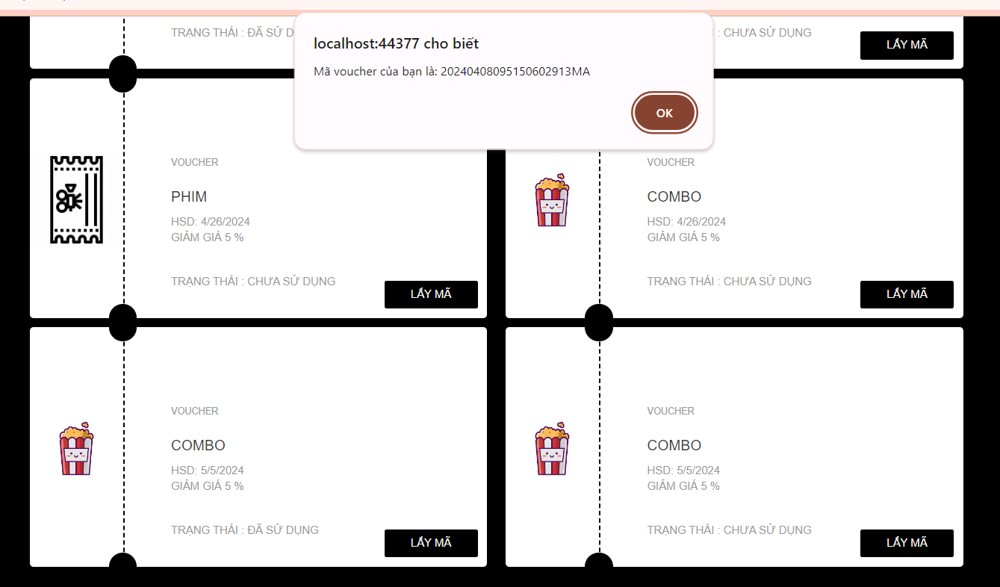 TRẠNG THÁI : ĐÃ SỬ
: CHƯA SỬ DỤNG
LẤY MÃ
localhost:44377 cho biết
Mã voucher của bạn là: 20240408095150602913MA
OK
VOUCHER
PHIM
HSD: 4/26/2024
GIẢM GIÁ 5 %
TRẠNG THÁI : CHƯA SỬ DỤNG
LẤY MÃ
VOUCHER
COMBO
HSD: 4/26/2024
GIẢM GIÁ 5 %
TRẠNG THÁI : CHƯA SỬ DỤNG
LẤY MÃ
VOUCHER
COMBO
HSD: 5/5/2024
GIẢM GIÁ 5 %
TRẠNG THÁI : ĐÃ SỬ DỤNG
LẤY MÃ
VOUCHER
COMBO
HSD: 5/5/2024
GIẢM GIÁ 5 %
TRẠNG THÁI : CHƯA SỬ DỤNG
LẤY MÃ